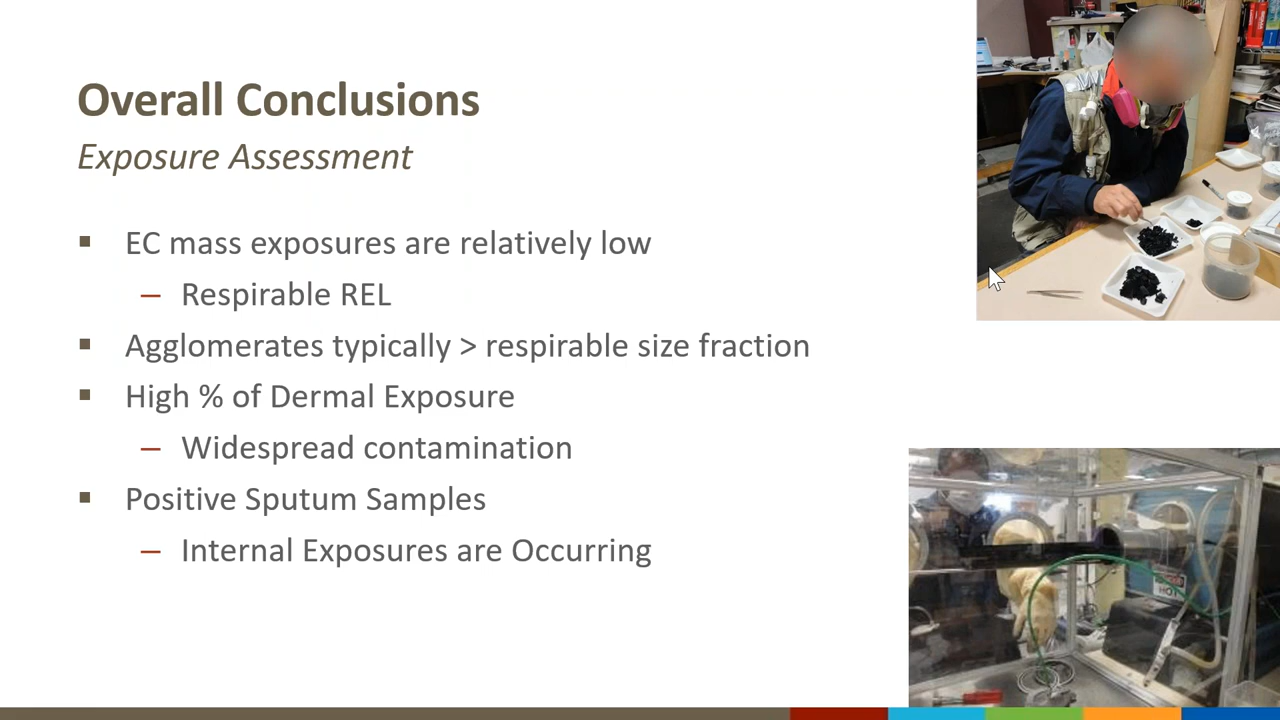 Overall Conclusions
Exposure Assessment
▪ EC mass exposures are relatively low
– Respirable REL
▪ Agglomerates typically > respirable size fraction
▪ High % of Dermal Exposure
– Widespread contamination
▪ Positive Sputum Samples
– Internal Exposures are Occurring
HOT